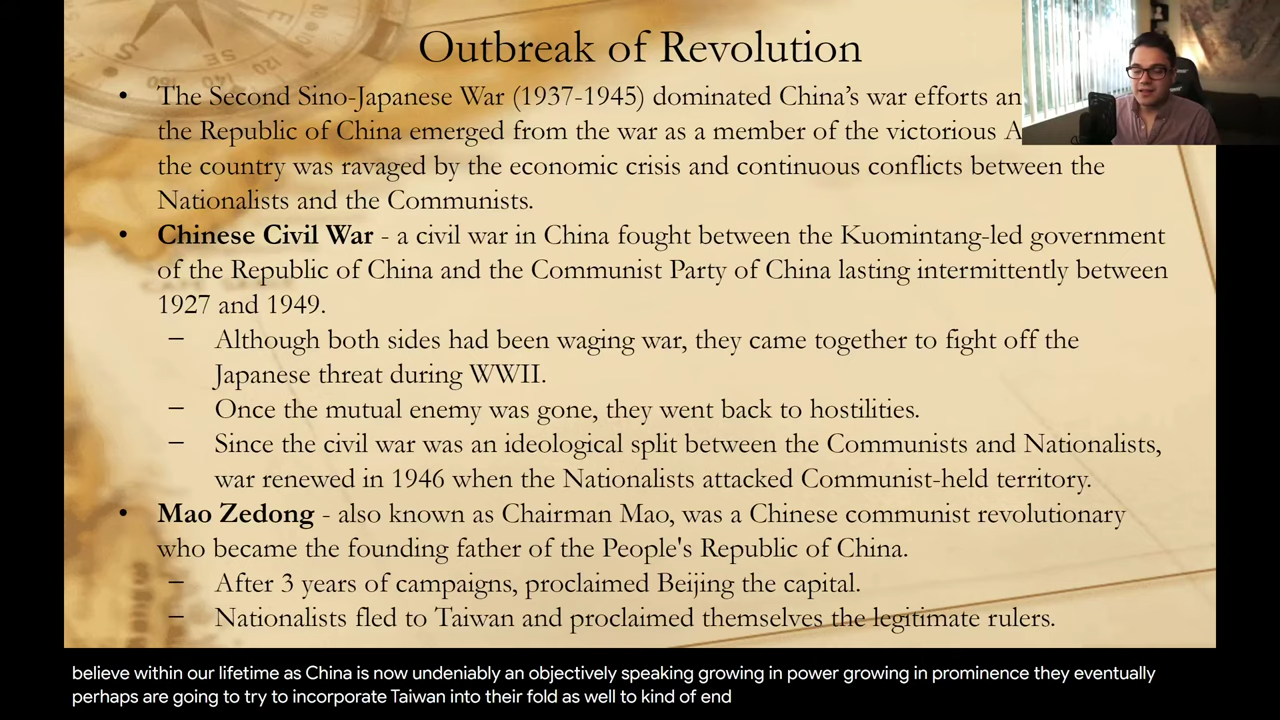 Outbreak of Revolution
• The Second Sino-Japanese War (1937-1945) dominated China's war efforts an
the Republic of China emerged from the war as a member of the victorious A
the country was ravaged by the economic crisis and continuous conflicts between the
Nationalists and the Communists.
• Chinese Civil War - a civil war in China fought between the Kuomintang-led government
of the Republic of China and the Communist Party of China lasting intermittently between
1927 and 1949.
– Although both sides had been waging war, they came together to fight off the
Japanese threat during WWII.
– Once the mutual enemy was gone, they went back to hostilities.
– Since the civil war was an ideological split between the Communists and Nationalists,
war renewed in 1946 when the Nationalists attacked Communist-held territory.
• Mao Zedong - also known as Chairman Mao, was a Chinese communist revolutionary
who became the founding father of the People's Republic of China.
– After 3 years of campaigns, proclaimed Beijing the capital.
– Nationalists fled to Taiwan and proclaimed themselves the legitimate rulers.
believe within our lifetime as China is now undeniably an objectively speaking growing in power growing in prominence they eventually
perhaps are going to try to incorporate Taiwan into their fold as well to kind of end